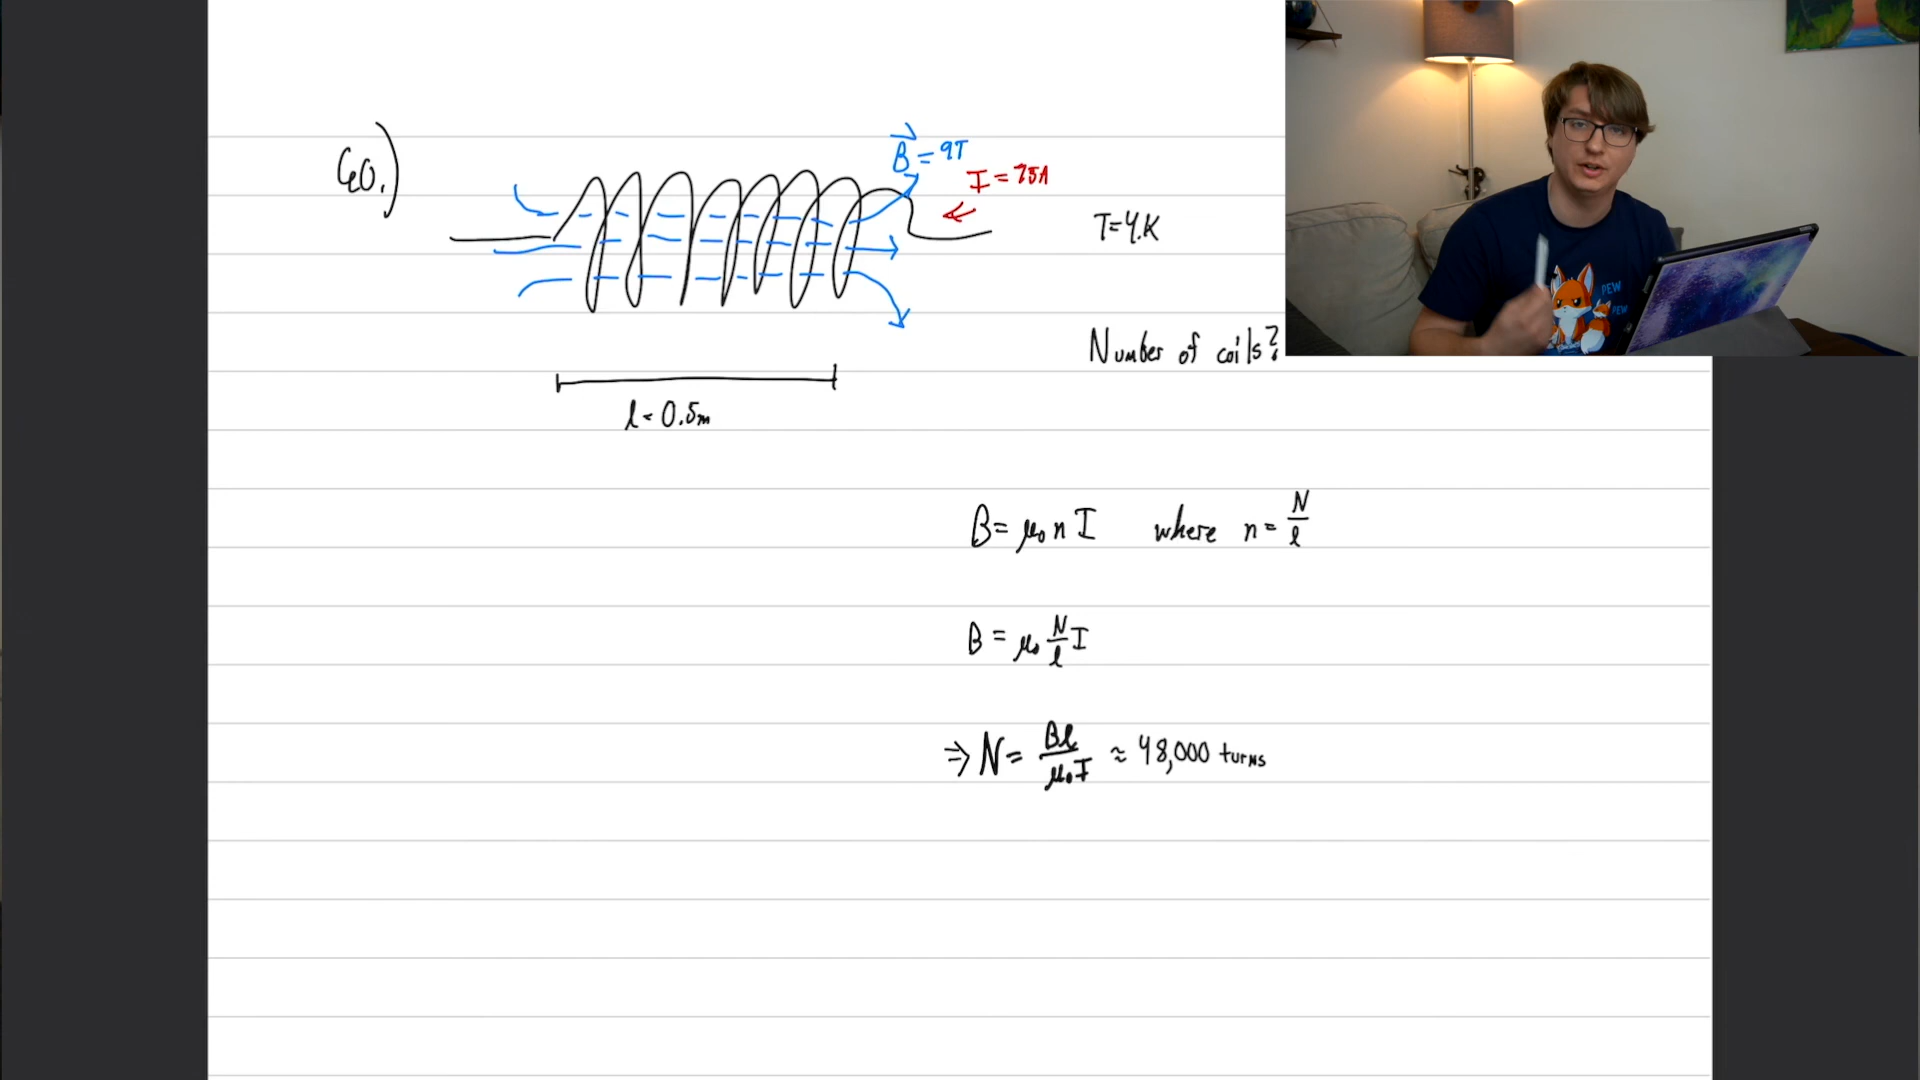 60.)
B = 9T
I = 75A
T=4.K
Number of coils?
l = 0.5m
B = μ₀ n I where n = N/l
B = μ₀ N/l I
⇒ N = Bl/μ₀I ≈ 48,000 turns
PEW
PEW